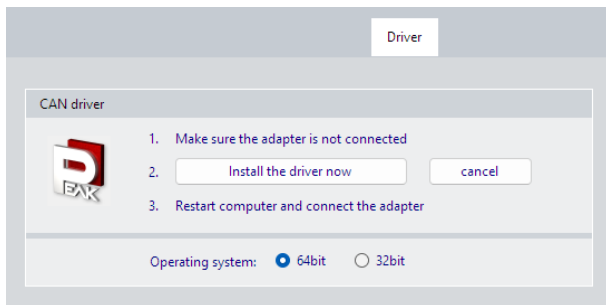 Driver
CAN driver
1. Make sure the adapter is not connected
2. Install the driver now cancel
3. Restart computer and connect the adapter
PEAK
Operating system: 64bit 32bit